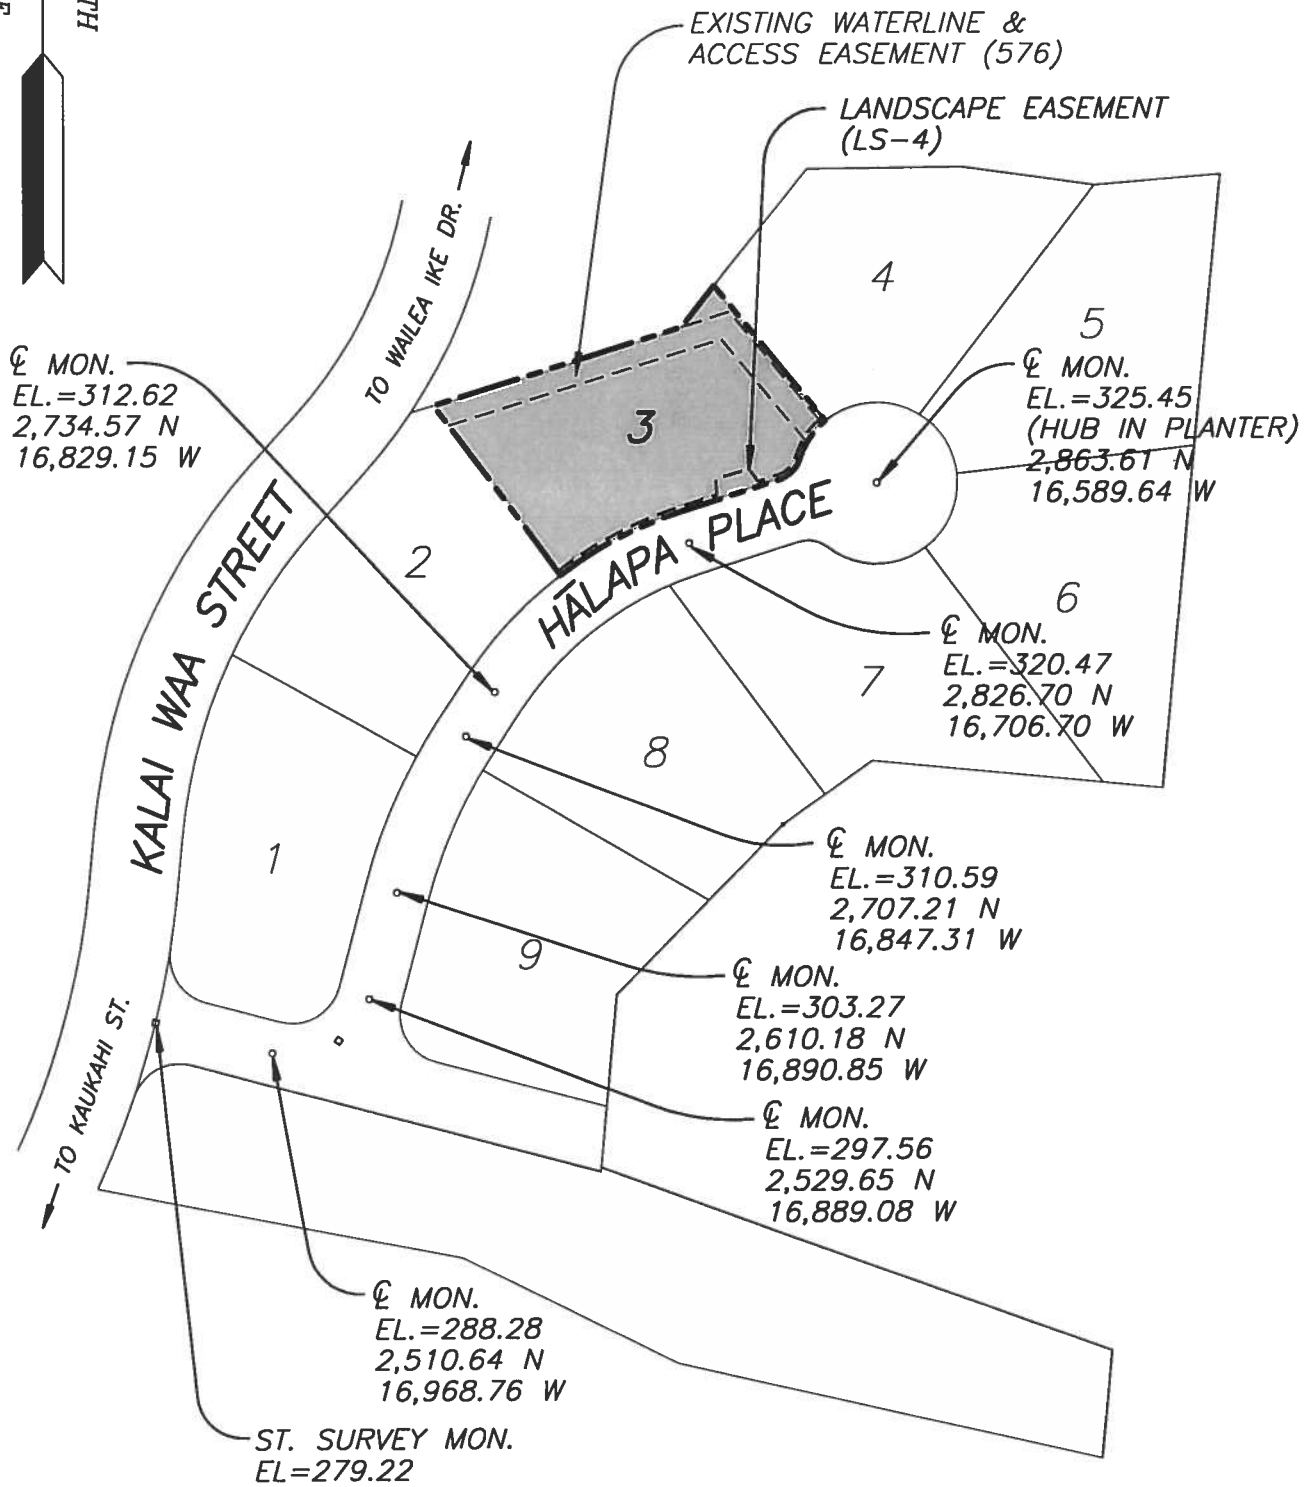 TH
EXISTING WATERLINE &
ACCESS EASEMENT (576)
LANDSCAPE EASEMENT
(LS-4)
TO WAILEA IKE DR.
4
5
3
℄ MON.
EL.=312.62
2,734.57 N
16,829.15 W
℄ MON.
EL.=325.45
(HUB IN PLANTER)
2,863.61 N
16,589.64 W
KALAI WAA STREET
2
HĀLAPA PLACE
6
℄ MON.
EL.=320.47
2,826.70 N
16,706.70 W
7
8
1
℄ MON.
EL.=310.59
2,707.21 N
16,847.31 W
9
℄ MON.
EL.=303.27
2,610.18 N
16,890.85 W
TO KAUKAHI ST.
℄ MON.
EL.=297.56
2,529.65 N
16,889.08 W
℄ MON.
EL.=288.28
2,510.64 N
16,968.76 W
ST. SURVEY MON.
EL=279.22